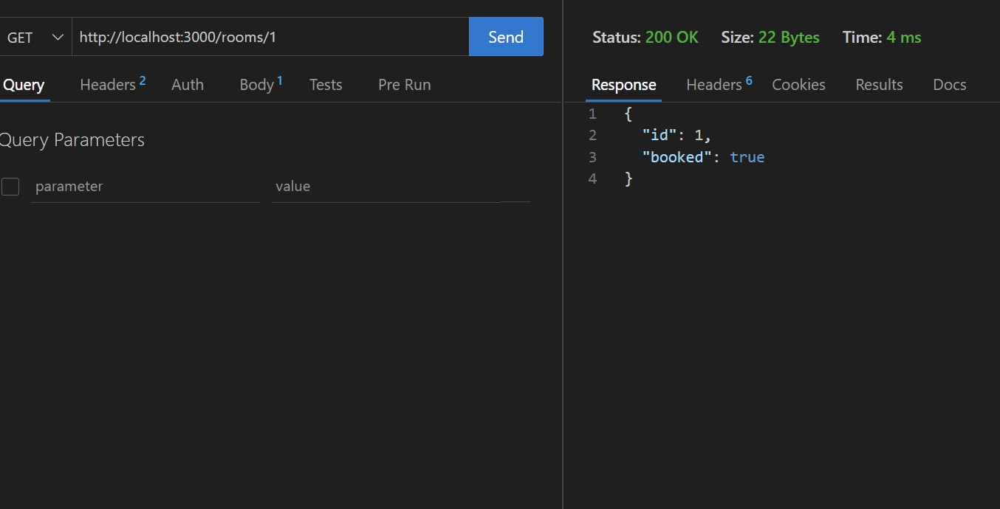 GET http://localhost:3000/rooms/1 Send
Query Headers 2 Auth Body 1 Tests Pre Run
Query Parameters
parameter value
Status: 200 OK Size: 22 Bytes Time: 4 ms
Response Headers 6 Cookies Results Docs
1 {
2 "id": 1,
3 "booked": true
4 }